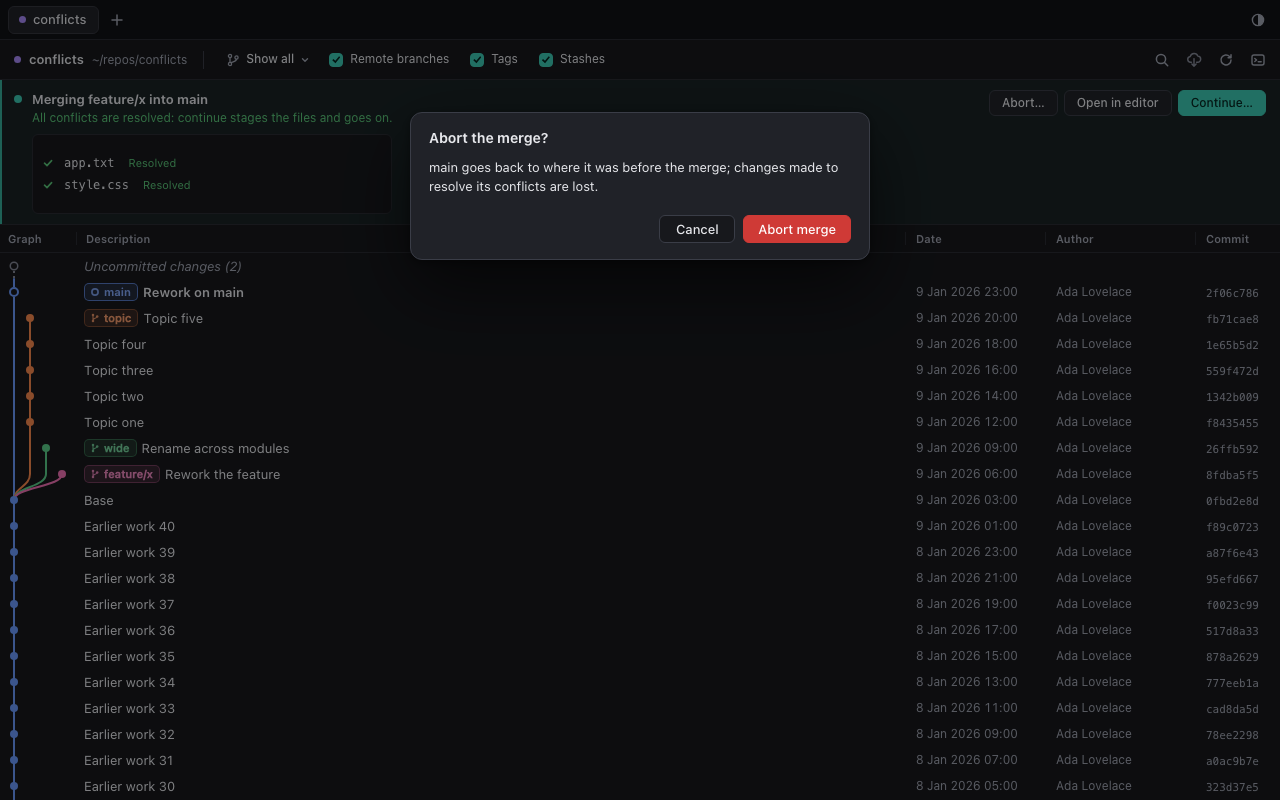 conflicts
conflicts ~/repos/conflicts Show all Remote branches Tags Stashes
Merging feature/x into main
All conflicts are resolved: continue stages the files and goes on.
Abort... Open in editor Continue...
app.txt Resolved
style.css Resolved
Abort the merge?
main goes back to where it was before the merge; changes made to
resolve its conflicts are lost.
Cancel Abort merge
Graph Description Date Author Commit
Uncommitted changes (2)
main Rework on main 9 Jan 2026 23:00 Ada Lovelace 2f06c786
topic Topic five 9 Jan 2026 20:00 Ada Lovelace fb71cae8
Topic four 9 Jan 2026 18:00 Ada Lovelace 1e65b5d2
Topic three 9 Jan 2026 16:00 Ada Lovelace 559f472d
Topic two 9 Jan 2026 14:00 Ada Lovelace 1342b009
Topic one 9 Jan 2026 12:00 Ada Lovelace f8435455
wide Rename across modules 9 Jan 2026 09:00 Ada Lovelace 26ffb592
feature/x Rework the feature 9 Jan 2026 06:00 Ada Lovelace 8fdba5f5
Base 9 Jan 2026 03:00 Ada Lovelace 0fbd2e8d
Earlier work 40 9 Jan 2026 01:00 Ada Lovelace f89c0723
Earlier work 39 8 Jan 2026 23:00 Ada Lovelace a87f6e43
Earlier work 38 8 Jan 2026 21:00 Ada Lovelace 95efd667
Earlier work 37 8 Jan 2026 19:00 Ada Lovelace f0023c99
Earlier work 36 8 Jan 2026 17:00 Ada Lovelace 517d8a33
Earlier work 35 8 Jan 2026 15:00 Ada Lovelace 878a2629
Earlier work 34 8 Jan 2026 13:00 Ada Lovelace 777eeb1a
Earlier work 33 8 Jan 2026 11:00 Ada Lovelace cad8da5d
Earlier work 32 8 Jan 2026 09:00 Ada Lovelace 78ee2298
Earlier work 31 8 Jan 2026 07:00 Ada Lovelace a0ac9b7e
Earlier work 30 8 Jan 2026 05:00 Ada Lovelace 323d37e5